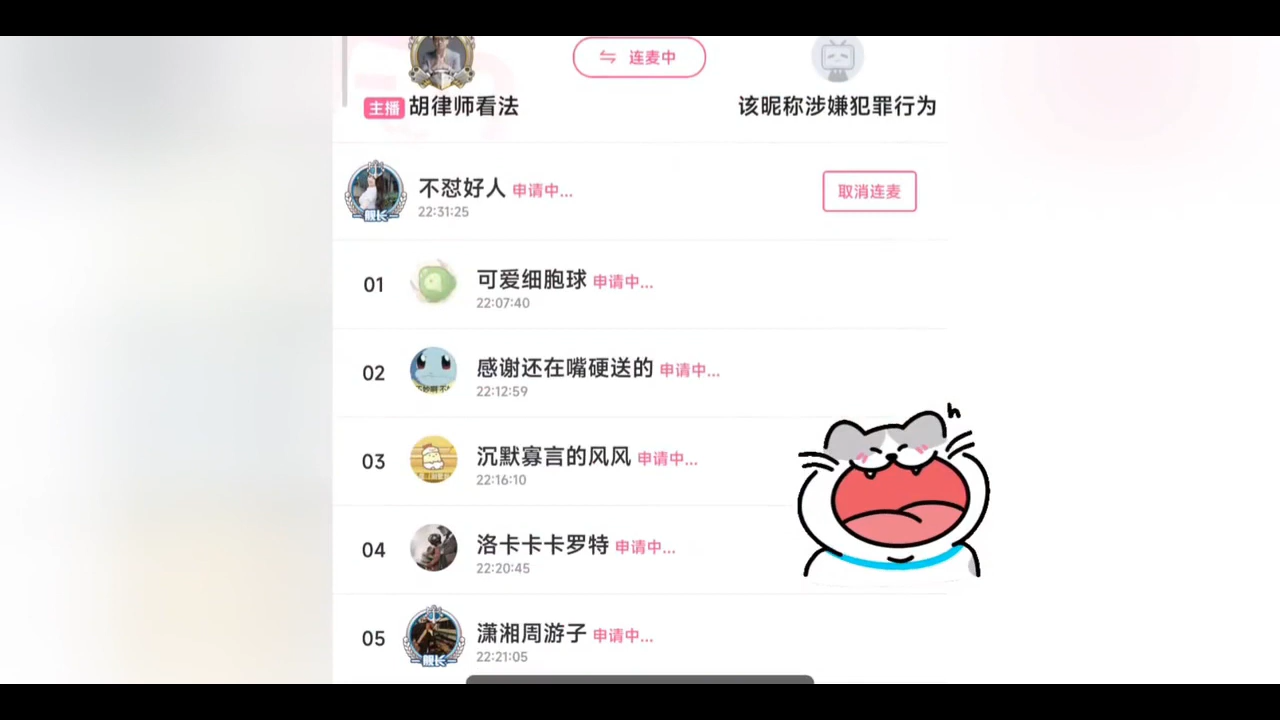 连麦中
主播 胡律师看法
该昵称涉嫌犯罪行为
不怼好人 申请中...
22:31:25
舰长
取消连麦
01 可爱细胞球 申请中...
22:07:40
02 感谢还在嘴硬送的 申请中...
22:12:59
03 沉默寡言的风风 申请中...
22:16:10
04 洛卡卡卡罗特 申请中...
22:20:45
05 潇湘周游子 申请中...
22:21:05
舰长
h